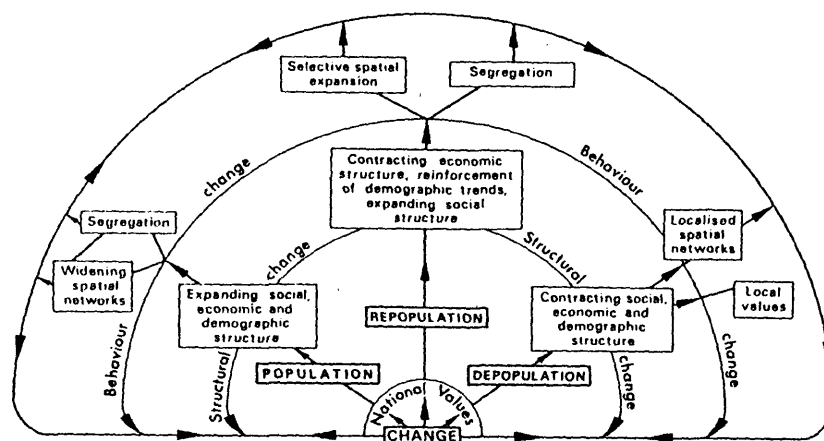 Selective spatial
expansion
Segregation
change
Behaviour
Contracting economic
structure, reinforcement
of demographic trends,
expanding social
structure
Segregation
Widening
spatial
networks
Localised
spatial
networks
Local
values
change
Structural
Expanding social,
economic and
demographic
structure
REPOPULATION
Contracting social,
economic and
demographic
structure
Behaviour
Structural
POPULATION
DEPOPULATION
change
change
National Values
CHANGE